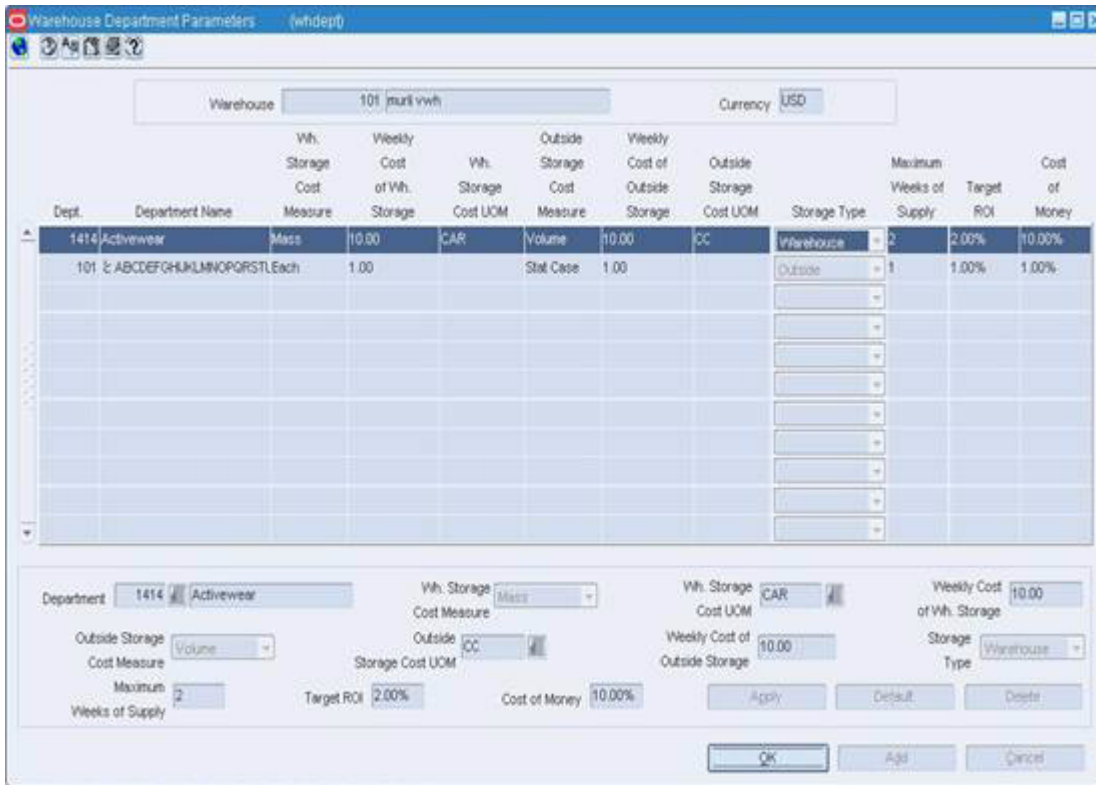 Warehouse Department Parameters (whdept)
Warehouse 101 murli vwh Currency USD
Wh. Weekly Outside Weekly
Storage Cost Wh. Storage Cost of Outside Maximum Cost
Cost of Wh. Storage Cost Outside Storage Weeks of Target of
Dept. Department Name Measure Storage Cost UOM Measure Storage Cost UOM Storage Type Supply ROI Money
1414 Activewear Mass 10.00 CAR Volume 10.00 CC Warehouse 2 2.00% 10.00%
101 Each 1.00 Stat Case 1.00 Outside 1 1.00% 1.00%
Department 1414 Activewear Wh. Storage Cost Measure Mass Wh. Storage Cost UOM CAR Weekly Cost of Wh. Storage 10.00
Outside Storage Cost Measure Volume Outside Storage Cost UOM CC Weekly Cost of Outside Storage 10.00 Storage Type Warehouse
Maximum Weeks of Supply 2 Target ROI 2.00% Cost of Money 10.00% Apply Default Delete
OK Add Cancel